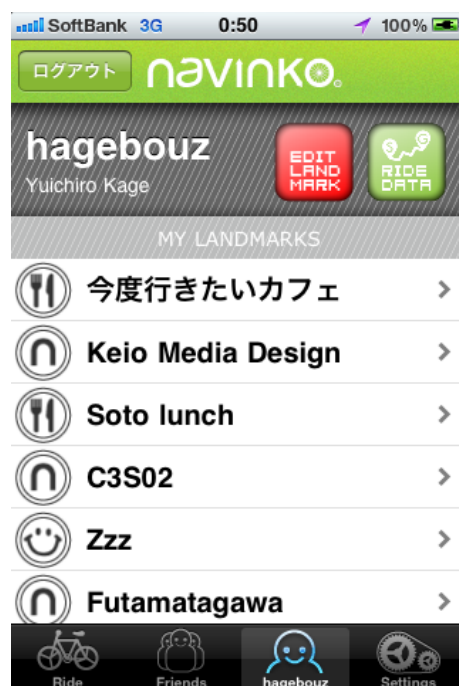 SoftBank 3G 0:50 100%
ログアウト navinko
hagebouz
Yuichiro Kage
EDIT
LAND
MARK
S G
RIDE
DATA
MY LANDMARKS
今度行きたいカフェ
Keio Media Design
Soto lunch
C3S02
Zzz
Futamatagawa
Ride Friends hagebouz Settings